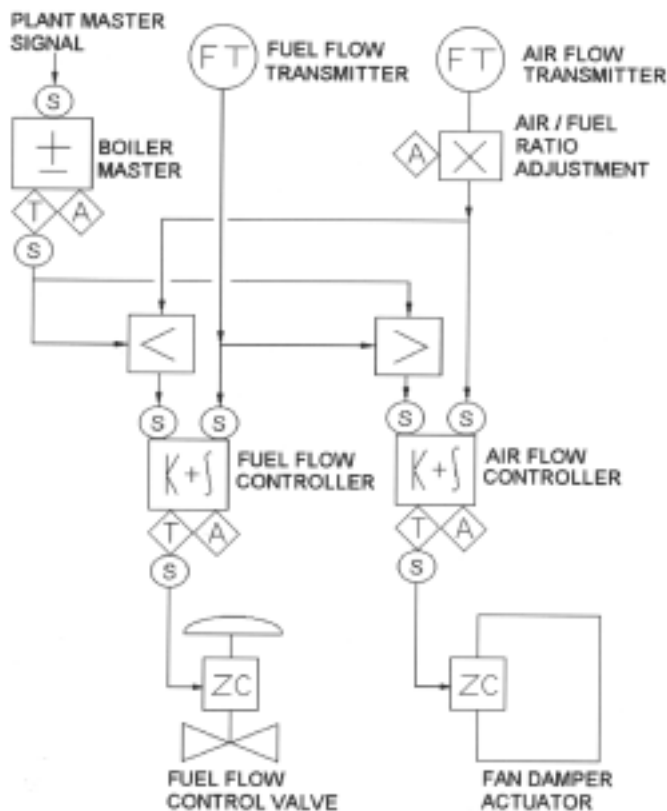 PLANT MASTER
SIGNAL
FT
FUEL FLOW
TRANSMITTER
FT
AIR FLOW
TRANSMITTER
S
±
BOILER
MASTER
A
X
AIR / FUEL
RATIO
ADJUSTMENT
T
A
S
<
>
S
S
S
S
K+∫
FUEL FLOW
CONTROLLER
K+∫
AIR FLOW
CONTROLLER
T
A
T
A
S
S
ZC
ZC
FUEL FLOW
CONTROL VALVE
FAN DAMPER
ACTUATOR